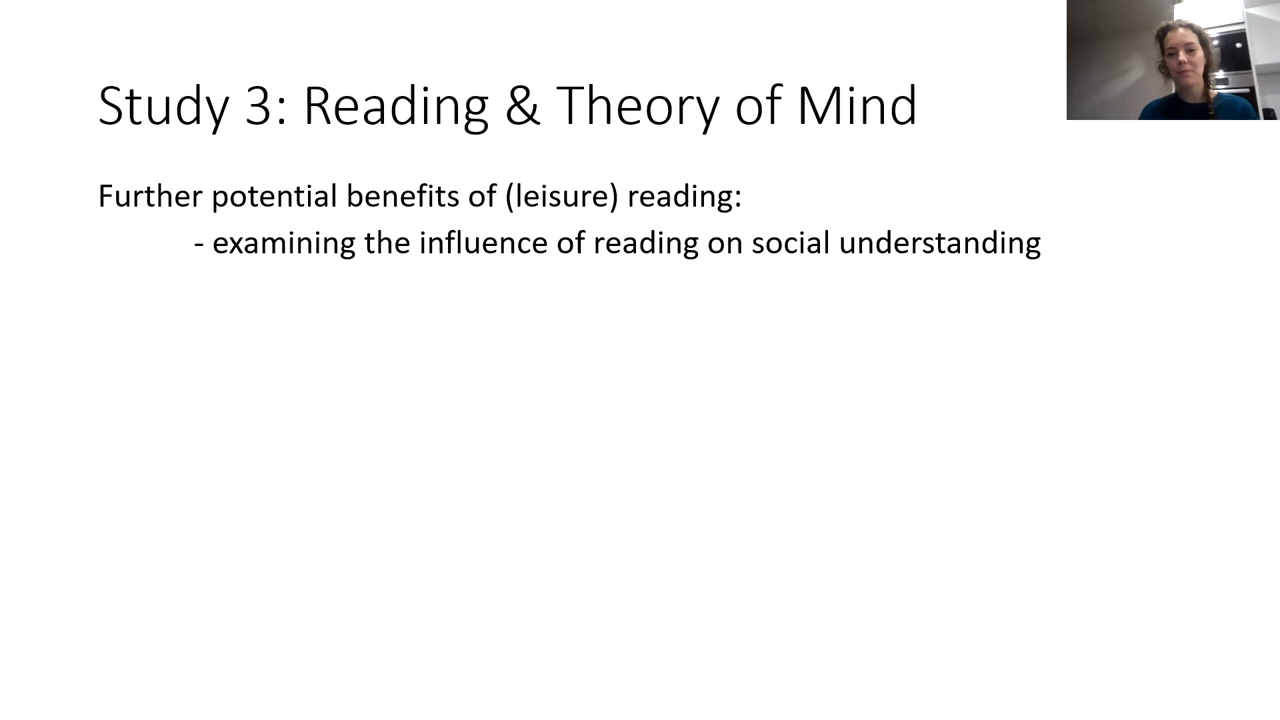 Study 3: Reading & Theory of Mind
Further potential benefits of (leisure) reading:
- examining the influence of reading on social understanding